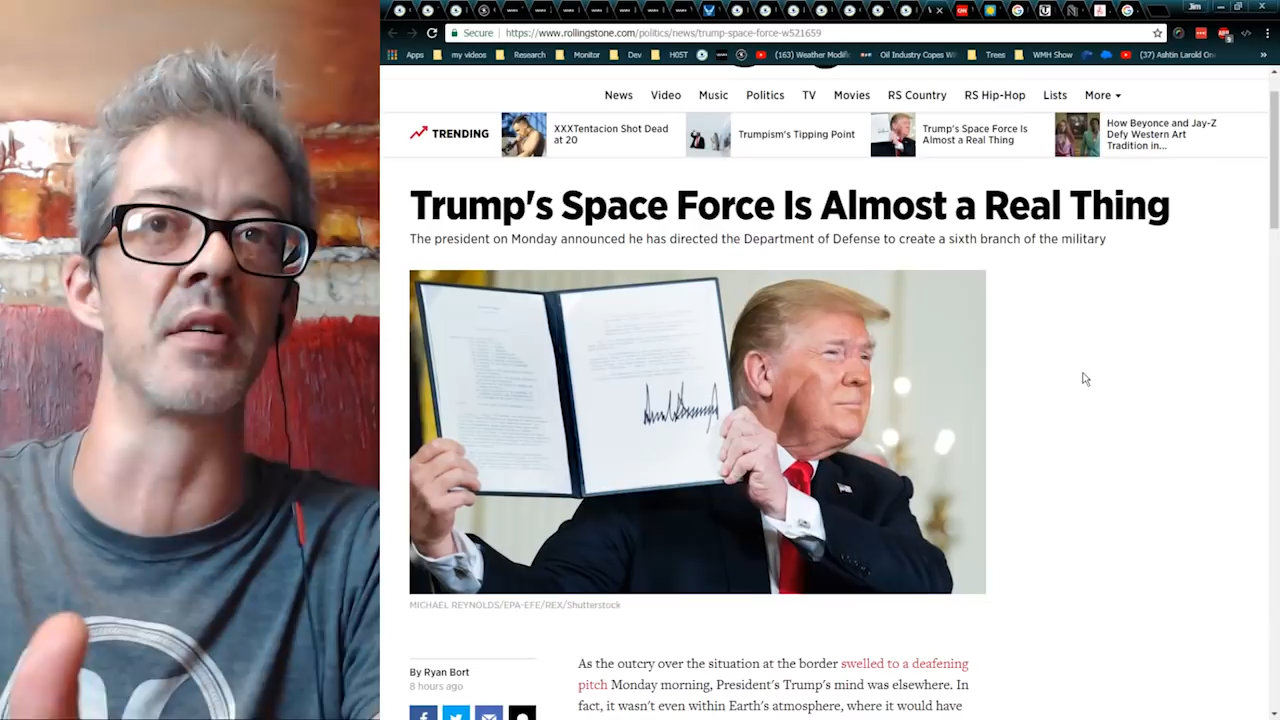 Jim
Secure
https://www.rollingstone.com/politics/news/trump-space-force-w521659
Apps
my videos
Research
Monitor
Dev
H05T
(163) Weather Modifi
Oil Industry Copes Wi
Trees
WMH Show
(37) Ashtin Larold Gre
News
Video
Music
Politics
TV
Movies
RS Country
RS Hip-Hop
Lists
More
TRENDING
XXXTentacion Shot Dead
at 20
Trumpism's Tipping Point
Trump's Space Force Is
Almost a Real Thing
How Beyonce and Jay-Z
Defy Western Art
Tradition in...
Trump's Space Force Is Almost a Real Thing
The president on Monday announced he has directed the Department of Defense to create a sixth branch of the military
MICHAEL REYNOLDS/EPA-EFE/REX/Shutterstock
By Ryan Bort
8 hours ago
As the outcry over the situation at the border swelled to a deafening
pitch Monday morning, President's Trump's mind was elsewhere. In
fact, it wasn't even within Earth's atmosphere, where it would have